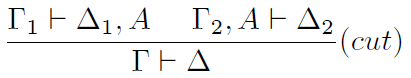 Γ₁ ⊢ Δ₁, A Γ₂, A ⊢ Δ₂
(cut)
Γ ⊢ Δ